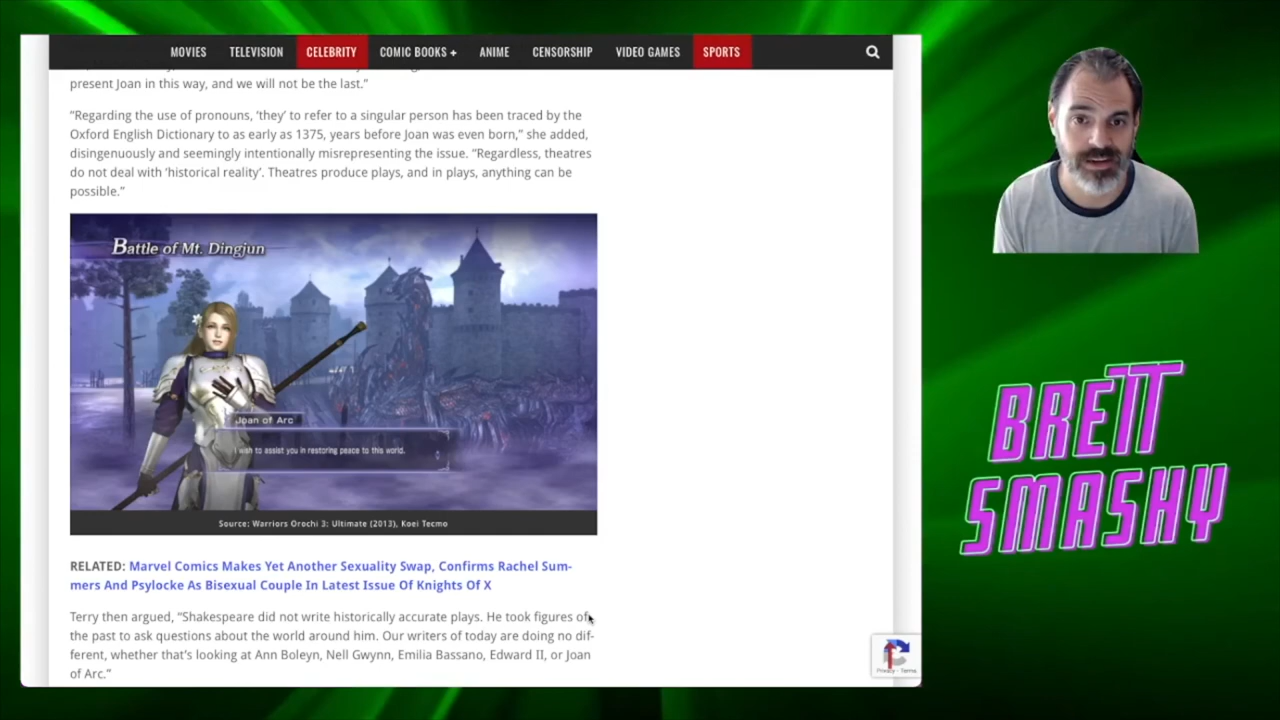 MOVIES TELEVISION CELEBRITY COMIC BOOKS + ANIME CENSORSHIP VIDEO GAMES SPORTS
present Joan in this way, and we will not be the last.”
“Regarding the use of pronouns, ‘they’ to refer to a singular person has been traced by the
Oxford English Dictionary to as early as 1375, years before Joan was even born,” she added,
disingenuously and seemingly intentionally misrepresenting the issue. “Regardless, theatres
do not deal with ‘historical reality’. Theatres produce plays, and in plays, anything can be
possible.”
Battle of Mt. Dingjun
Joan of Arc
I wish to assist you in restoring peace to this world.
Source: Warriors Orochi 3: Ultimate (2013), Koei Tecmo
RELATED: Marvel Comics Makes Yet Another Sexuality Swap, Confirms Rachel Sum-
mers And Psylocke As Bisexual Couple In Latest Issue Of Knights Of X
Terry then argued, “Shakespeare did not write historically accurate plays. He took figures of
the past to ask questions about the world around him. Our writers of today are doing no dif-
ferent, whether that’s looking at Ann Boleyn, Nell Gwynn, Emilia Bassano, Edward II, or Joan
of Arc.”
Privacy - Terms
BRETT
SMASHY